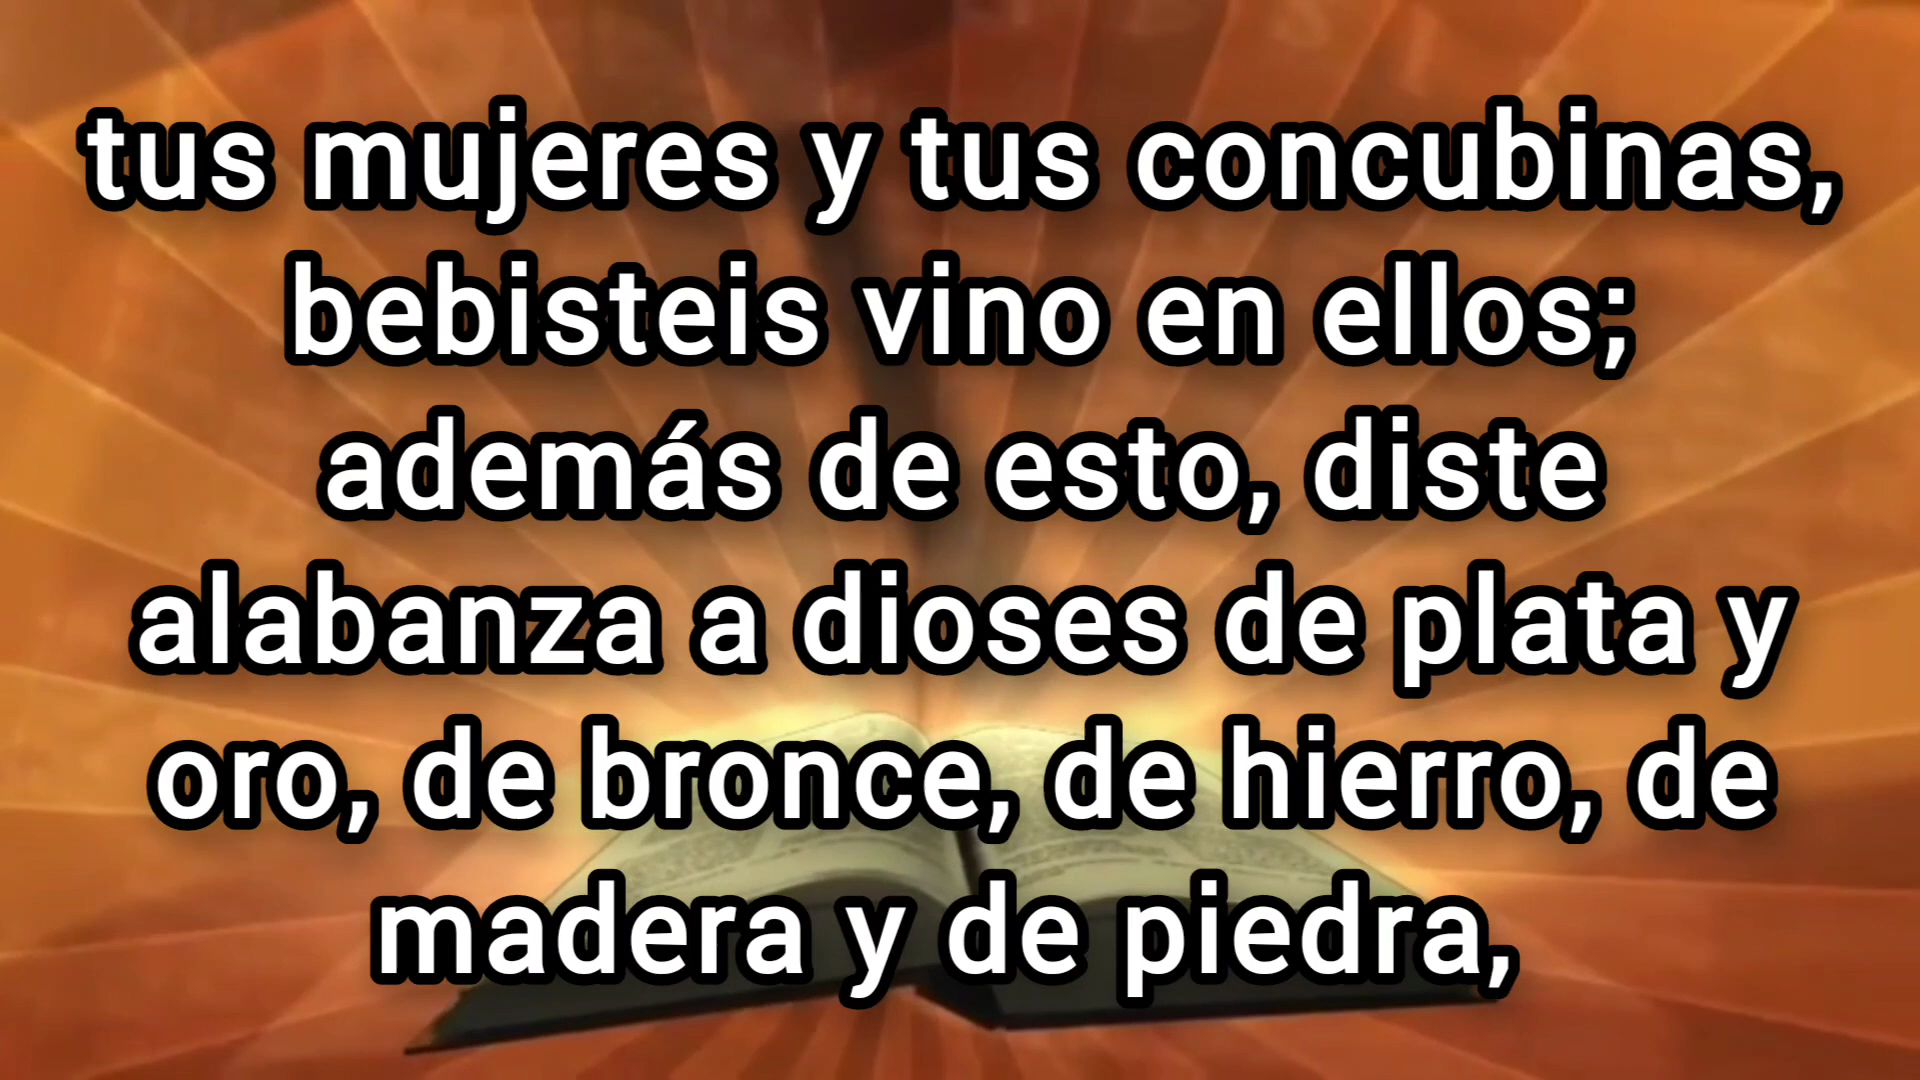 tus mujeres y tus concubinas,
bebisteis vino en ellos;
además de esto, diste
alabanza a dioses de plata y
oro, de bronce, de hierro, de
madera y de piedra,